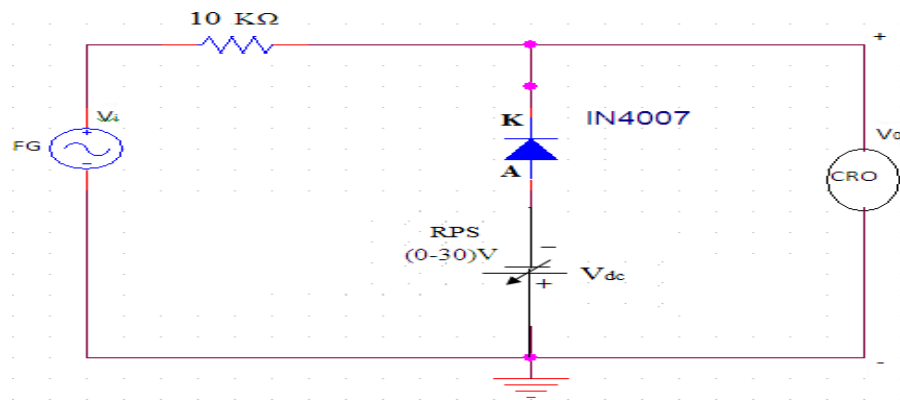 10 KΩ
+
Vi
FG
K
IN4007
A
Vo
CRO
RPS
(0-30)V
−
Vdc
+
-